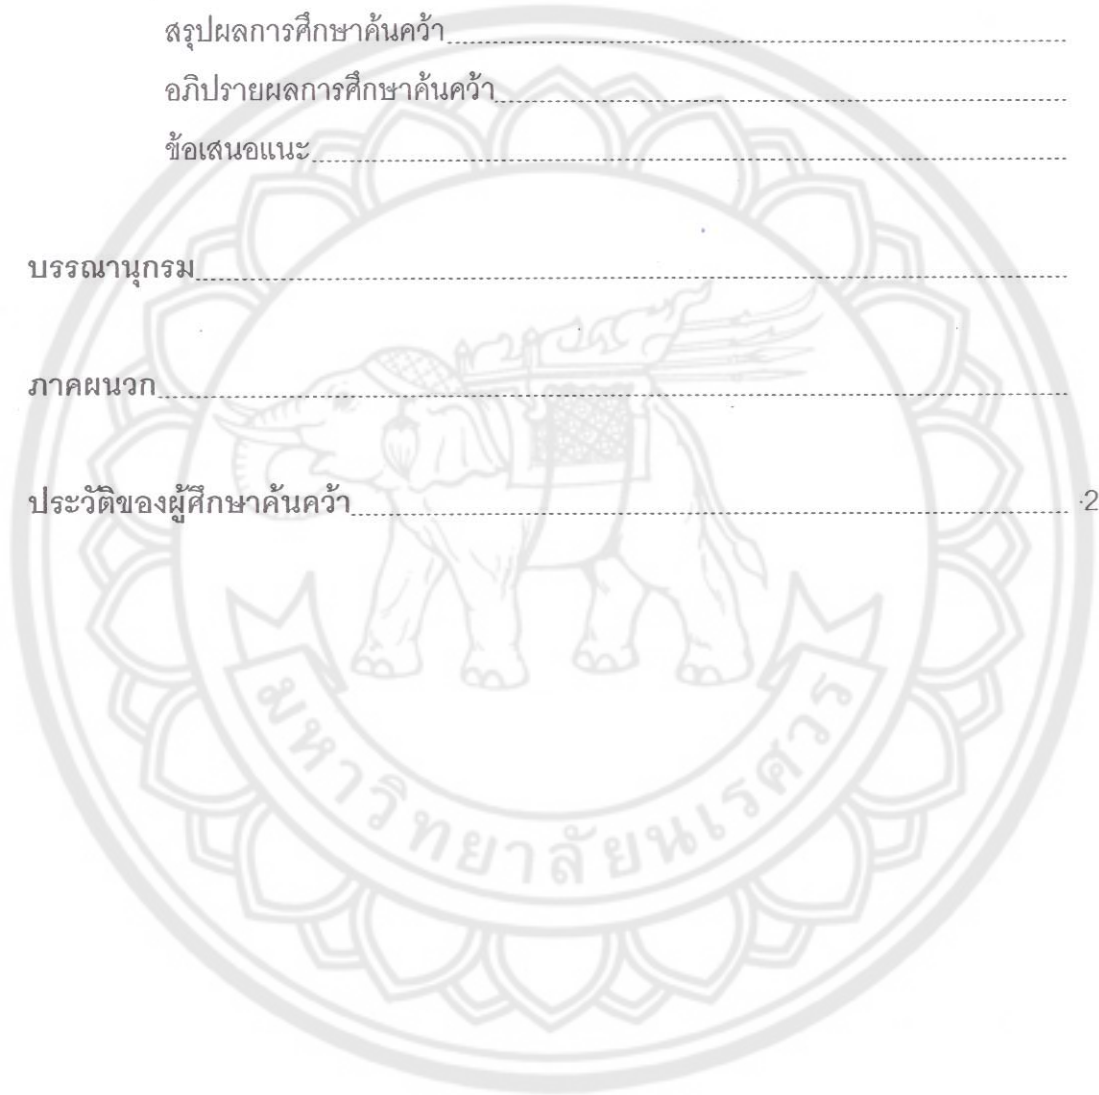 สรุปผลการศึกษาค้นคว้า
อภิปรายผลการศึกษาค้นคว้า
ข้อเสนอแนะ
บรรณานุกรม
ภาคผนวก
ประวัติของผู้ศึกษาค้นคว้า 2
มหาวิทยาลัยนเรศวร